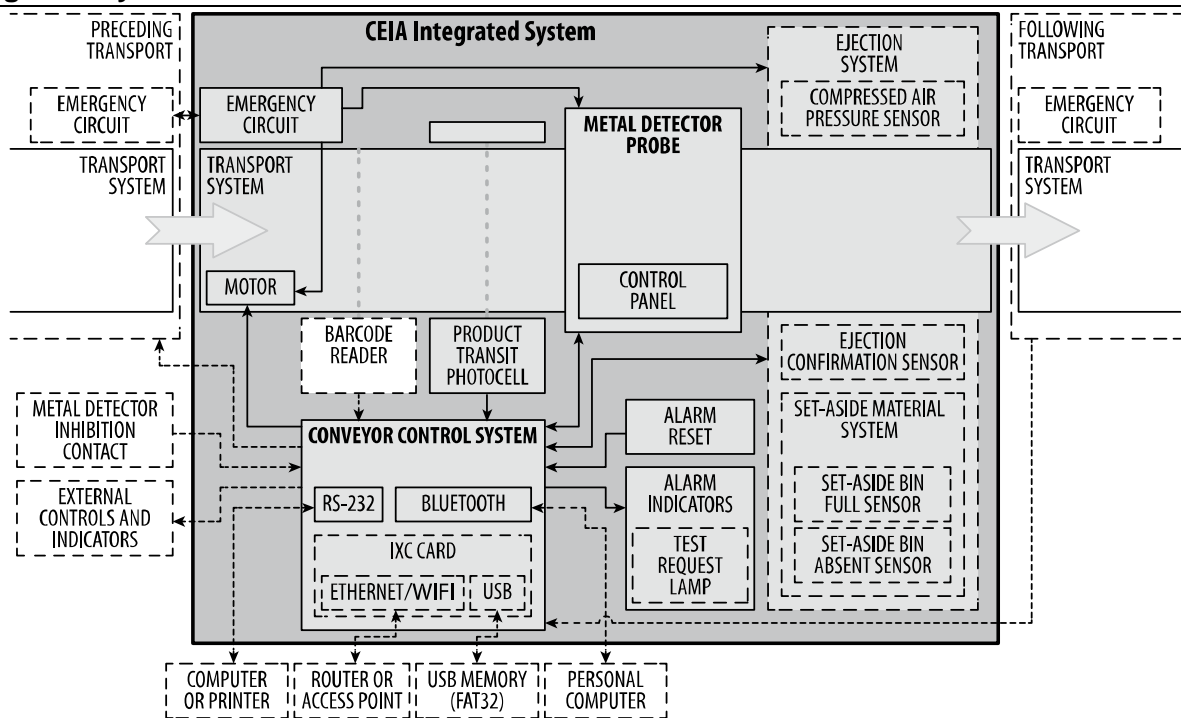 PRECEDING
TRANSPORT
EMERGENCY
CIRCUIT
TRANSPORT
SYSTEM
CEIA Integrated System
EMERGENCY
CIRCUIT
TRANSPORT
SYSTEM
MOTOR
METAL DETECTOR
PROBE
CONTROL
PANEL
EJECTION
SYSTEM
COMPRESSED AIR
PRESSURE SENSOR
FOLLOWING
TRANSPORT
EMERGENCY
CIRCUIT
TRANSPORT
SYSTEM
BARCODE
READER
PRODUCT
TRANSIT
PHOTOCELL
EJECTION
CONFIRMATION SENSOR
METAL DETECTOR
INHIBITION
CONTACT
EXTERNAL
CONTROLS AND
INDICATORS
CONVEYOR CONTROL SYSTEM
RS-232
BLUETOOTH
IXC CARD
ETHERNET/WIFI
USB
ALARM
RESET
ALARM
INDICATORS
TEST
REQUEST
LAMP
SET-ASIDE MATERIAL
SYSTEM
SET-ASIDE BIN
FULL SENSOR
SET-ASIDE BIN
ABSENT SENSOR
COMPUTER
OR PRINTER
ROUTER OR
ACCESS POINT
USB MEMORY
(FAT32)
PERSONAL
COMPUTER